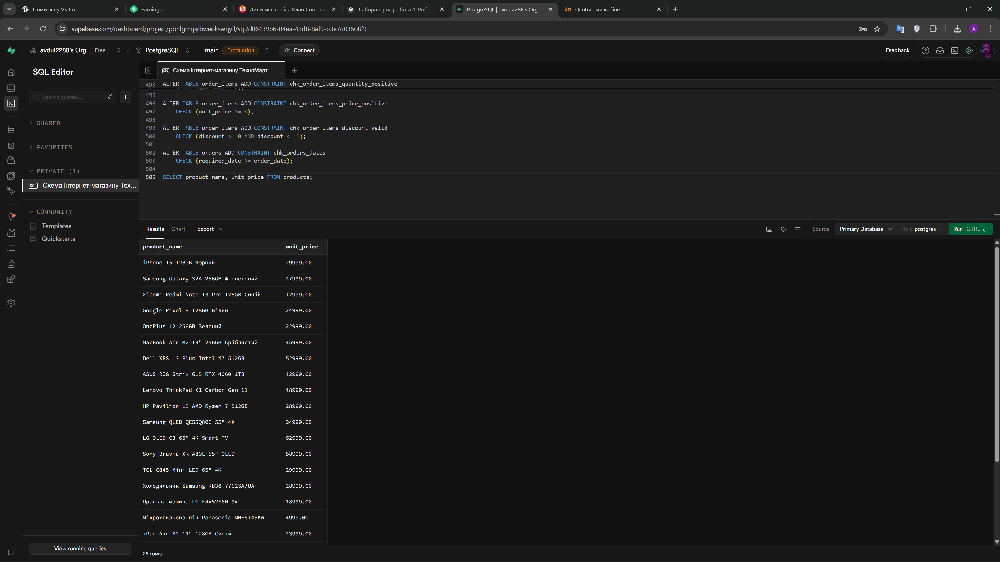 Помилка у VS Code
Earnings
Дивитись серіал Клан Сопран
Лабораторна робота 1. Робот
PostgreSQL | avdul2288's Org |
Особистий кабінет
supabase.com/dashboard/project/pbhlgmqsrbweokswqyll/sql/d06439b6-84ea-43d8-8af9-b3e7d03508f9
A
avdul2288's Org Free
PostgreSQL
main Production
Connect
Feedback
SQL Editor
Search queries...
SHARED
FAVORITES
PRIVATE (1)
SQL Схема інтернет-магазину Тех...
COMMUNITY
Templates
Quickstarts
View running queries
SQL Схема інтернет-магазину ТехноМарт
493 ALTER TABLE order_items ADD CONSTRAINT chk_order_items_quantity_positive
495
496 ALTER TABLE order_items ADD CONSTRAINT chk_order_items_price_positive
497 CHECK (unit_price >= 0);
498
499 ALTER TABLE order_items ADD CONSTRAINT chk_order_items_discount_valid
500 CHECK (discount >= 0 AND discount <= 1);
501
502 ALTER TABLE orders ADD CONSTRAINT chk_orders_dates
503 CHECK (required_date >= order_date);
504
505 SELECT product_name, unit_price FROM products;
Results Chart Export
Source Primary Database Role postgres Run CTRL
product_name unit_price
iPhone 15 128GB Чорний 29999.00
Samsung Galaxy S24 256GB Фіолетовий 27999.00
Xiaomi Redmi Note 13 Pro 128GB Синій 12999.00
Google Pixel 8 128GB Білий 24999.00
OnePlus 12 256GB Зелений 22999.00
MacBook Air M2 13" 256GB Сріблястий 45999.00
Dell XPS 13 Plus Intel i7 512GB 52999.00
ASUS ROG Strix G15 RTX 4060 1TB 42999.00
Lenovo ThinkPad X1 Carbon Gen 11 48999.00
HP Pavilion 15 AMD Ryzen 7 512GB 28999.00
Samsung QLED QE55Q80C 55" 4K 34999.00
LG OLED C3 65" 4K Smart TV 62999.00
Sony Bravia XR A80L 55" OLED 58999.00
TCL C845 Mini LED 65" 4K 29999.00
Холодильник Samsung RB38T7762SA/UA 28999.00
Пральна машина LG F4V5VS6W 9кг 18999.00
Мікрохвильова піч Panasonic NN-ST45KW 4999.00
iPad Air M2 11" 128GB Синій 23999.00
25 rows